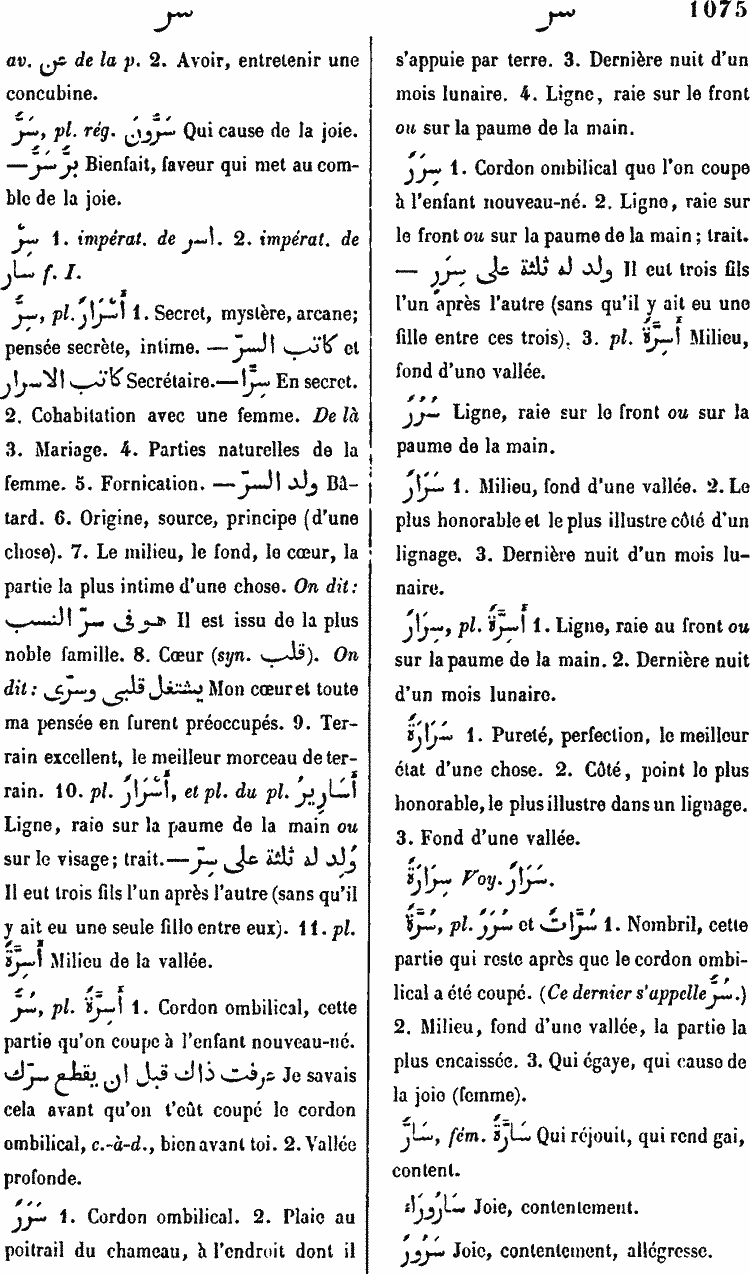 سر
سر
1075
av. عن de la p. 2. Avoir, entretenir une
concubine.
سَرٌّ, pl. rég. سَرُّونَ Qui cause de la joie.
— بِرٌّ سَرٌّ Bienfait, faveur qui met au com-
ble de la joie.
سِرْ 1. impérat. de اسر. 2. impérat. de
سار f. I.
سِرٌّ, pl. أَسْرَارٌ 1. Secret, mystère, arcane;
pensée secrète, intime. — كاتب السرّ et
كاتب الاسرار Secrétaire. — سِرًّا En secret.
2. Cohabitation avec une femme. De là
3. Mariage. 4. Parties naturelles de la
femme. 5. Fornication. — ولد السرّ Bâ-
tard. 6. Origine, source, principe (d'une
chose). 7. Le milieu, le fond, le cœur, la
partie la plus intime d'une chose. On dit:
هو فى سرّ النسب Il est issu de la plus
noble famille. 8. Cœur (syn. قلب). On
dit: يشتغل قلبى وسرّى Mon cœur et toute
ma pensée en furent préoccupés. 9. Ter-
rain excellent, le meilleur morceau de ter-
rain. 10. pl. أَسْرَارٌ, et pl. du pl. أَسَارِيرُ
Ligne, raie sur la paume de la main ou
sur le visage; trait. — وُلد له ثلثة على سِرّ
Il eut trois fils l'un après l'autre (sans qu'il
y ait eu une seule fille entre eux). 11. pl.
أَسِرَّةٌ Milieu de la vallée.
سُرٌّ, pl. أَسِرَّةٌ 1. Cordon ombilical, cette
partie qu'on coupe à l'enfant nouveau-né.
عرفت ذاك قبل ان يقطع سرّك Je savais
cela avant qu'on t'eût coupé le cordon
ombilical, c.-à-d., bien avant toi. 2. Vallée
profonde.
سَرَرٌ 1. Cordon ombilical. 2. Plaie au
poitrail du chameau, à l'endroit dont il
s'appuie par terre. 3. Dernière nuit d'un
mois lunaire. 4. Ligne, raie sur le front
ou sur la paume de la main.
سِرَرٌ 1. Cordon ombilical que l'on coupe
à l'enfant nouveau-né. 2. Ligne, raie sur
le front ou sur la paume de la main; trait.
— ولد له ثلثة على سِرَرٍ Il eut trois fils
l'un après l'autre (sans qu'il y ait eu une
fille entre ces trois). 3. pl. أَسِرَّةٌ Milieu,
fond d'une vallée.
سُرَرٌ Ligne, raie sur le front ou sur la
paume de la main.
سَرَارٌ 1. Milieu, fond d'une vallée. 2. Le
plus honorable et le plus illustre côté d'un
lignage. 3. Dernière nuit d'un mois lu-
naire.
سِرَارٌ, pl. أَسِرَّةٌ 1. Ligne, raie au front ou
sur la paume de la main. 2. Dernière nuit
d'un mois lunaire.
سَرَارَةٌ 1. Pureté, perfection, le meilleur
état d'une chose. 2. Côté, point le plus
honorable, le plus illustre dans un lignage.
3. Fond d'une vallée.
سِرَارَةٌ Voy. سَرَارٌ.
سُرَّةٌ, pl. سُرَرٌ et سُرَّاتٌ 1. Nombril, cette
partie qui reste après que le cordon ombi-
lical a été coupé. (Ce dernier s'appelle سُرٌّ.)
2. Milieu, fond d'une vallée, la partie la
plus encaissée. 3. Qui égaye, qui cause de
la joie (femme).
سَارٌّ, fém. سَارَّةٌ Qui réjouit, qui rend gai,
content.
سَارُورَاء Joie, contentement.
سُرُورٌ Joie, contentement, allégresse.